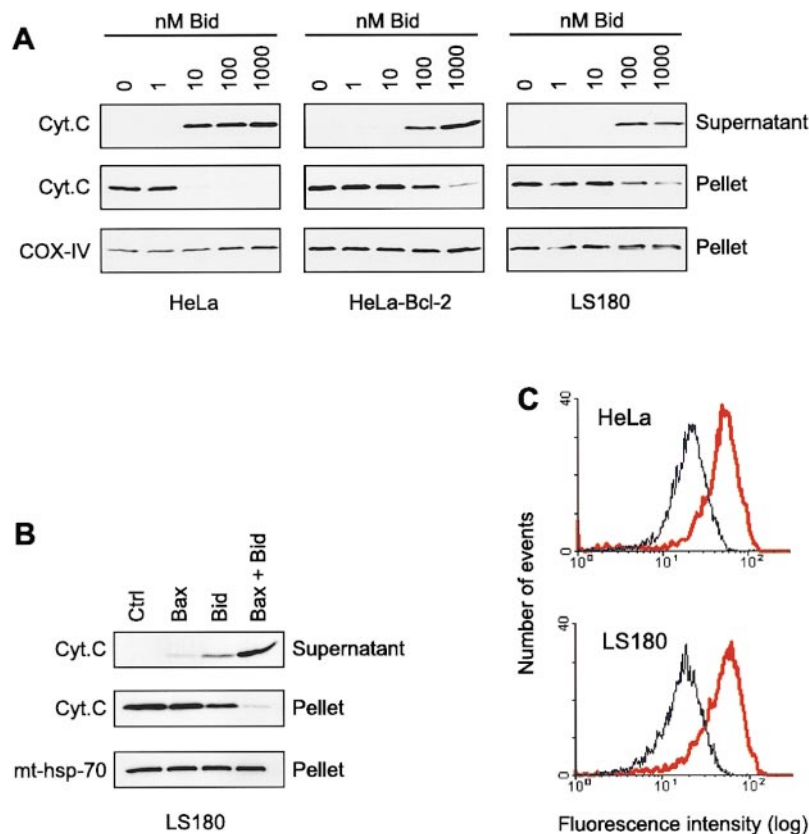 A
nM Bid nM Bid nM Bid
0 1 10 100 1000 0 1 10 100 1000 0 1 10 100 1000
Cyt.C Supernatant
Cyt.C Pellet
COX-IV Pellet
HeLa HeLa-Bcl-2 LS180
B
Ctrl Bax Bid Bax + Bid
Cyt.C Supernatant
Cyt.C Pellet
mt-hsp-70 Pellet
LS180
C
HeLa
40
0
10⁰ 10¹ 10²
LS180
40
0
10⁰ 10¹ 10²
Number of events
Fluorescence intensity (log)